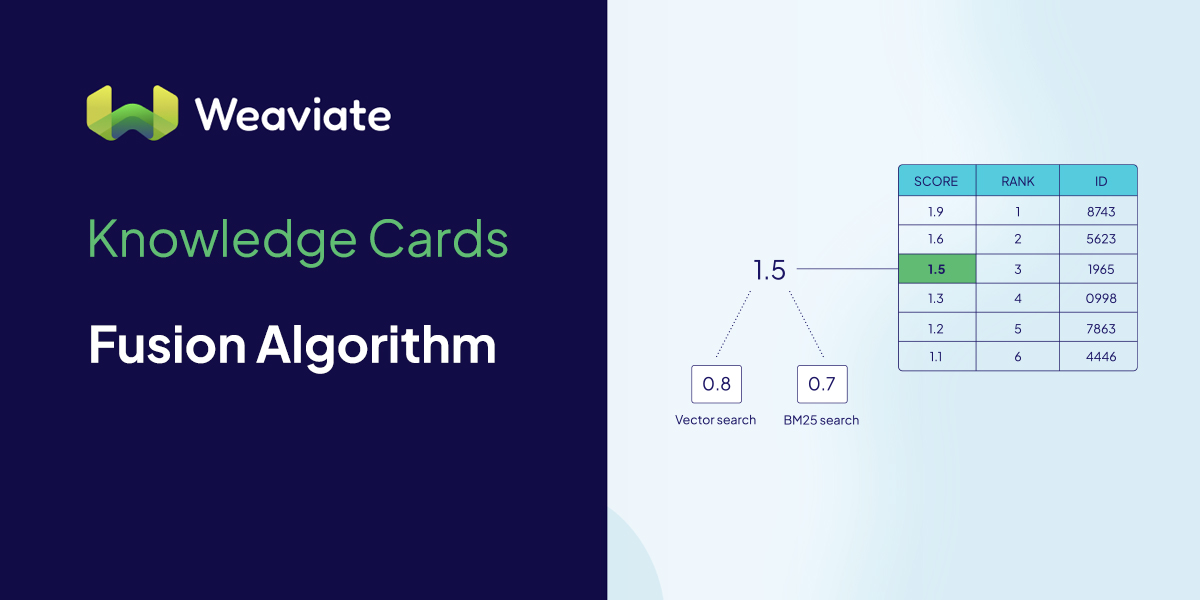 Weaviate
Knowledge Cards
Fusion Algorithm
1.5
0.8
0.7
Vector search
BM25 search
SCORE RANK ID
1.9 1 8743
1.6 2 5623
1.5 3 1965
1.3 4 0998
1.2 5 7863
1.1 6 4446